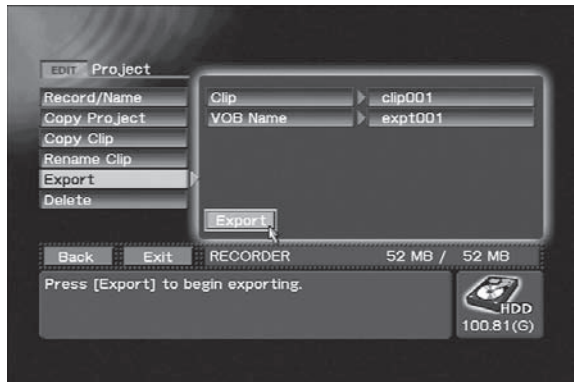 EDIT Project
Record/Name
Copy Project
Copy Clip
Rename Clip
Export
Delete
Clip clip001
VOB Name expt001
Export
Back Exit RECORDER 52 MB / 52 MB
Press [Export] to begin exporting.
HDD
100.81(G)